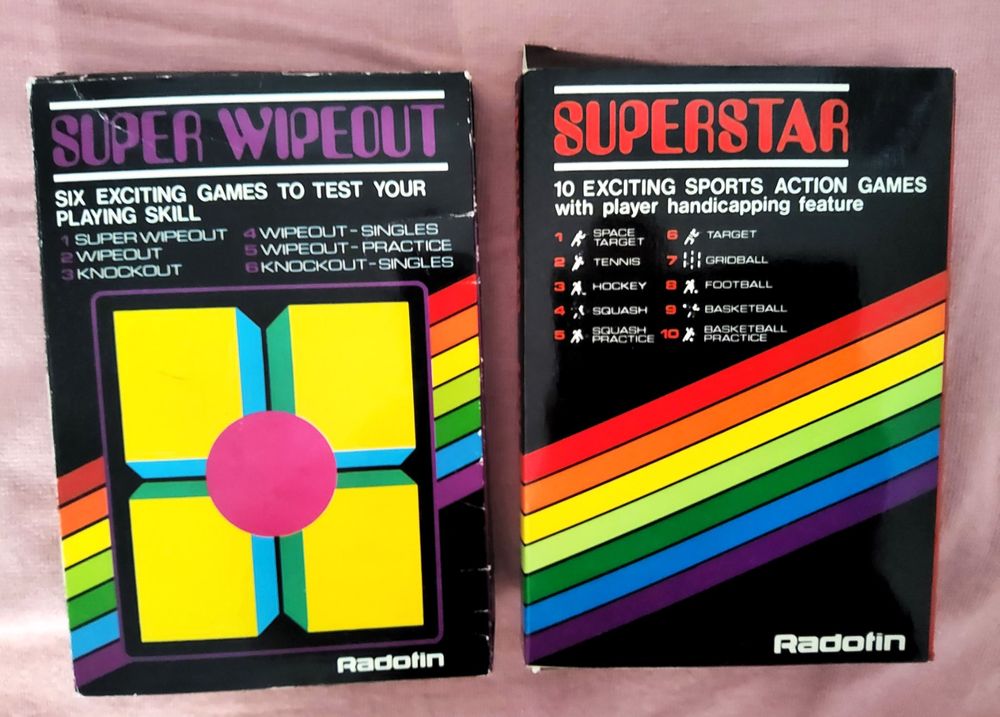 SUPER WIPEOUT
SIX EXCITING GAMES TO TEST YOUR
PLAYING SKILL
1 SUPER WIPEOUT
2 WIPEOUT
3 KNOCKOUT
4 WIPEOUT-SINGLES
5 WIPEOUT-PRACTICE
6 KNOCKOUT-SINGLES
Radofin
SUPERSTAR
10 EXCITING SPORTS ACTION GAMES
with player handicapping feature
1 SPACE
TARGET
2 TENNIS
3 HOCKEY
4 SQUASH
5 SQUASH
PRACTICE
6 TARGET
7 GRIDBALL
8 FOOTBALL
9 BASKETBALL
10 BASKETBALL
PRACTICE
Radofin